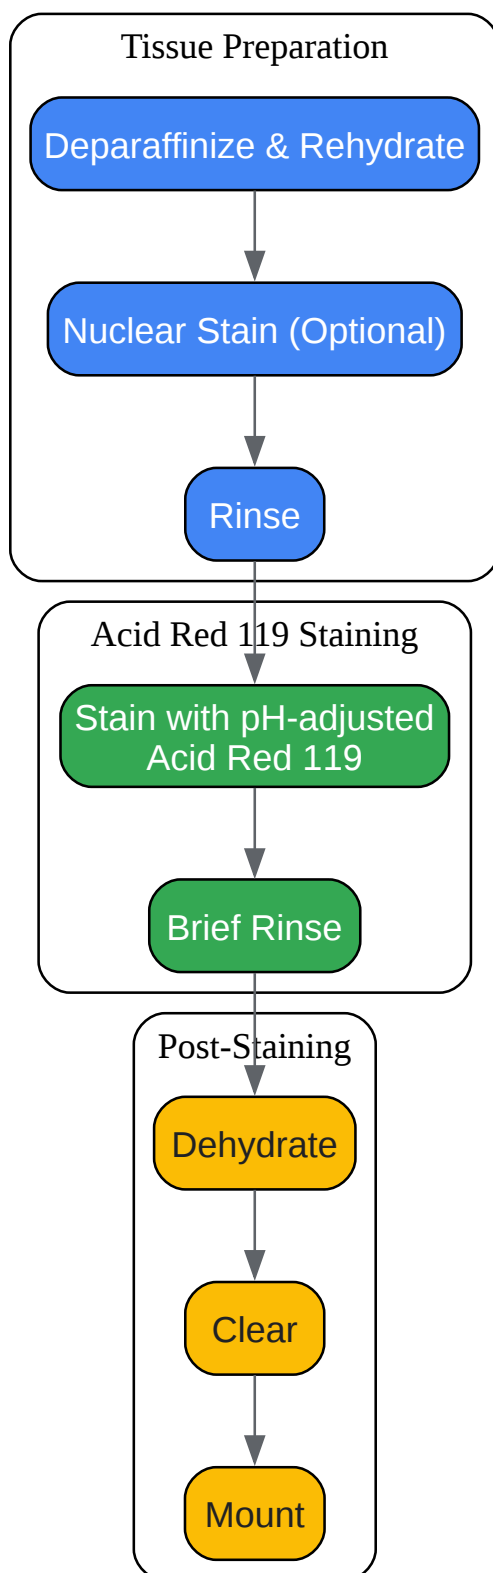 Tissue Preparation
Deparaffinize & Rehydrate
Nuclear Stain (Optional)
Rinse
Acid Red 119 Staining
Stain with pH-adjusted
Acid Red 119
Brief Rinse
Post-Staining
Dehydrate
Clear
Mount